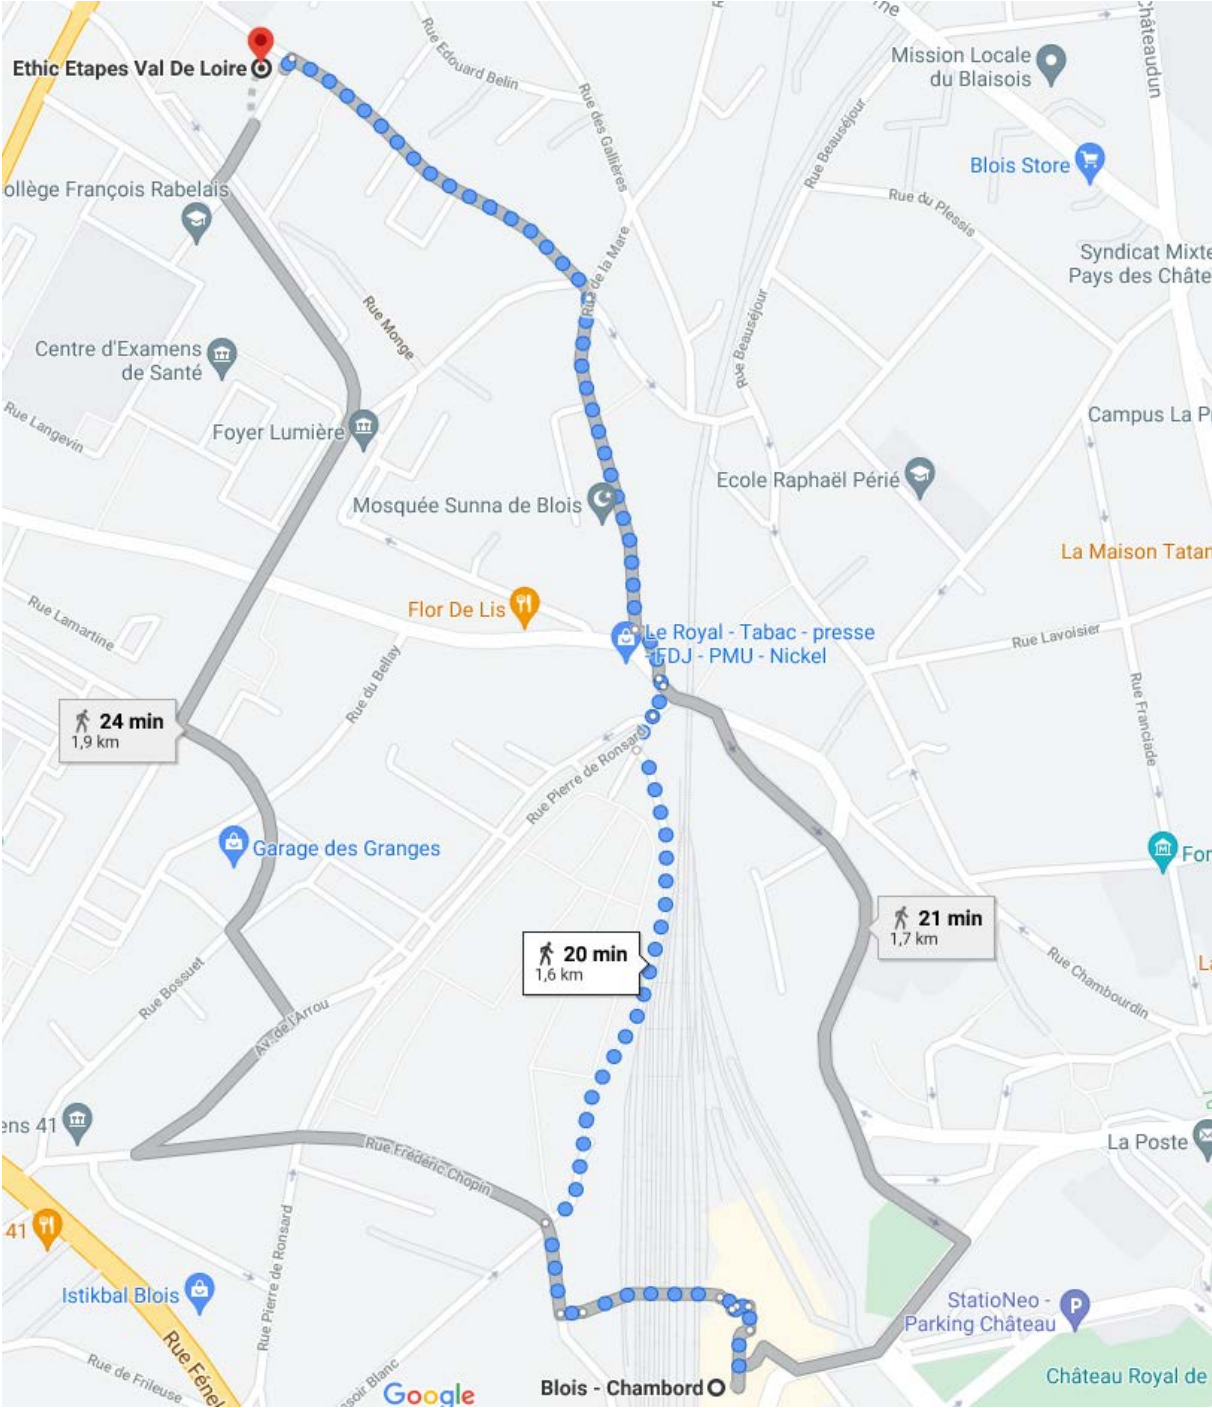 rne
Châteaudun
Rue Edouard Belin
Mission Locale
du Blaisois
Ethic Etapes Val De Loire
Rue des Gallières
Rue Beauséjour
Blois Store
ollège François Rabelais
Rue du Plessis
Rue de la Mare
Syndicat Mixte
Pays des Châte
Rue Monge
Rue Beauséjour
Centre d'Examens
de Santé
Rue Langevin
Foyer Lumière
Campus La P
Ecole Raphaël Périé
Mosquée Sunna de Blois
La Maison Tatan
Flor De Lis
Rue Lamartine
Le Royal - Tabac - presse
- FDJ - PMU - Nickel
Rue Lavoisier
Rue du Bellay
Rue Franciade
24 min
1,9 km
Rue Pierre de Ronsard
Garage des Granges
For
M
21 min
1,7 km
20 min
1,6 km
Rue Bossuet
Rue Chambourdin
Av. de l'Arrou
ens 41
La Poste
Rue Frédéric Chopin
41
Rue Pierre de Ronsard
Istikbal Blois
StatioNeo -
Parking Château
P
Rue Fénel
Rue de Frileuse
ssoir Blanc
Google
Blois - Chambord
Château Royal de